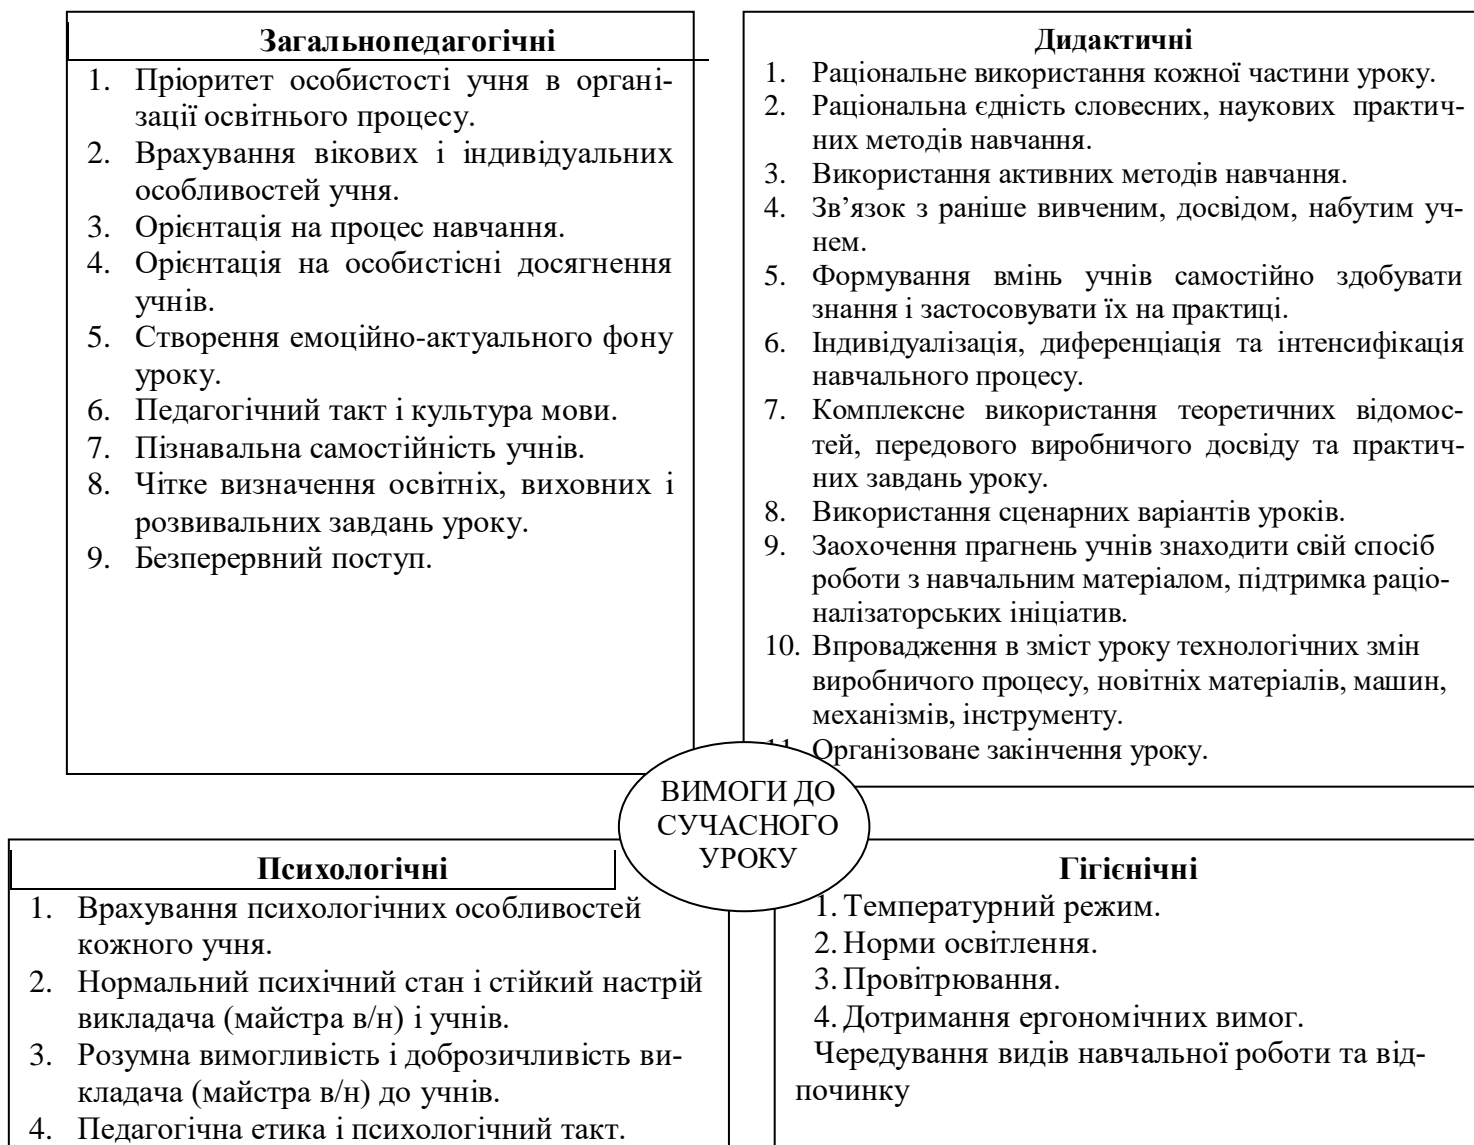 Загальнопедагогічні
1. Пріоритет особистості учня в органі-
зації освітнього процесу.
2. Врахування вікових і індивідуальних
особливостей учня.
3. Орієнтація на процес навчання.
4. Орієнтація на особистісні досягнення
учнів.
5. Створення емоційно-актуального фону
уроку.
6. Педагогічний такт і культура мови.
7. Пізнавальна самостійність учнів.
8. Чітке визначення освітніх, виховних і
розвивальних завдань уроку.
9. Безперервний поступ.
Дидактичні
1. Раціональне використання кожної частини уроку.
2. Раціональна єдність словесних, наукових практич-
них методів навчання.
3. Використання активних методів навчання.
4. Зв’язок з раніше вивченим, досвідом, набутим уч-
нем.
5. Формування вмінь учнів самостійно здобувати
знання і застосовувати їх на практиці.
6. Індивідуалізація, диференціація та інтенсифікація
навчального процесу.
7. Комплексне використання теоретичних відомос-
тей, передового виробничого досвіду та практич-
них завдань уроку.
8. Використання сценарних варіантів уроків.
9. Заохочення прагнень учнів знаходити свій спосіб
роботи з навчальним матеріалом, підтримка раціо-
налізаторських ініціатив.
10. Впровадження в зміст уроку технологічних змін
виробничого процесу, новітніх матеріалів, машин,
механізмів, інструменту.
11. Організоване закінчення уроку.
ВИМОГИ ДО
СУЧАСНОГО
УРОКУ
Психологічні
1. Врахування психологічних особливостей
кожного учня.
2. Нормальний психічний стан і стійкий настрій
викладача (майстра в/н) і учнів.
3. Розумна вимогливість і доброзичливість ви-
кладача (майстра в/н) до учнів.
4. Педагогічна етика і психологічний такт.
Гігієнічні
1. Температурний режим.
2. Норми освітлення.
3. Провітрювання.
4. Дотримання ергономічних вимог.
Чередування видів навчальної роботи та від-
починку